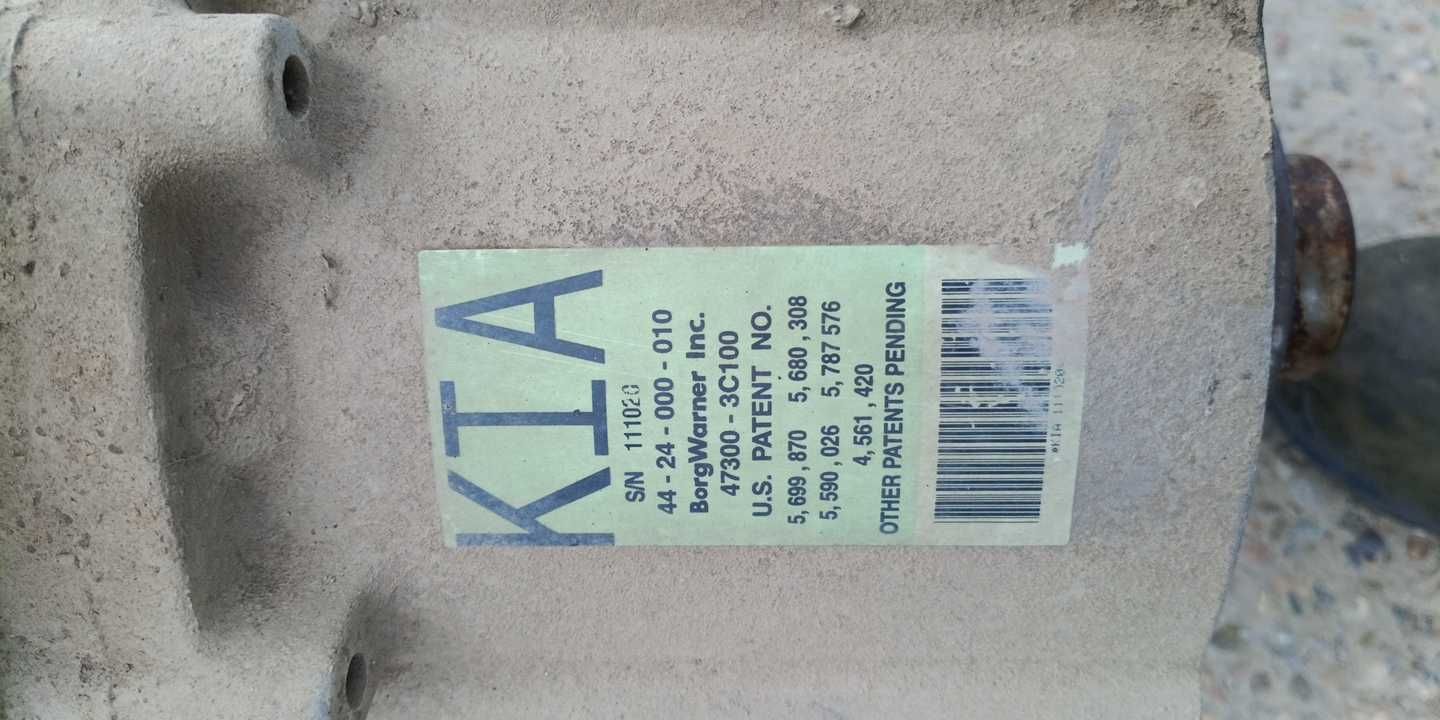 KIA
S/N 111020
44 - 24 - 000 - 010
BorgWarner Inc.
47300 - 3C100
U.S. PATENT NO.
5,699,870 5,680,308
5,590,026 5,787 576
4,561,420
OTHER PATENTS PENDING